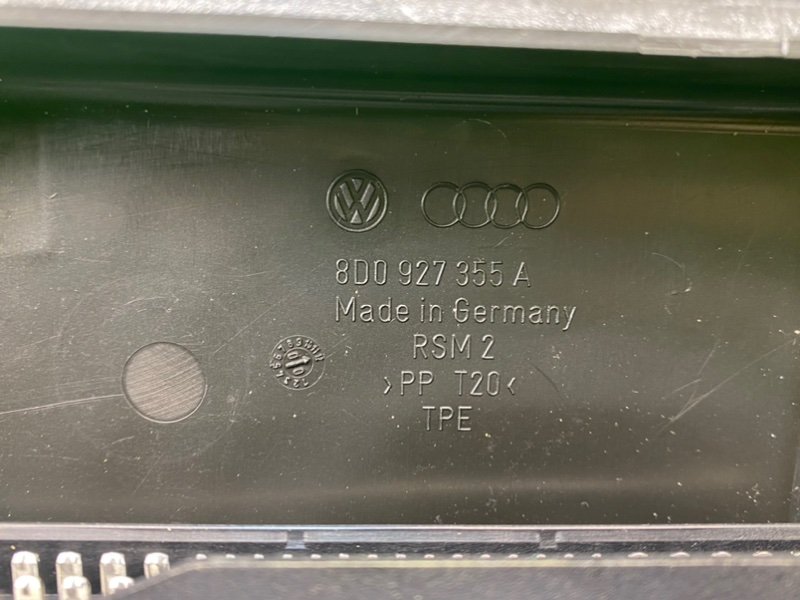 8D0 927 355 A
Made in Germany
RSM 2
>PP T20<
TPE